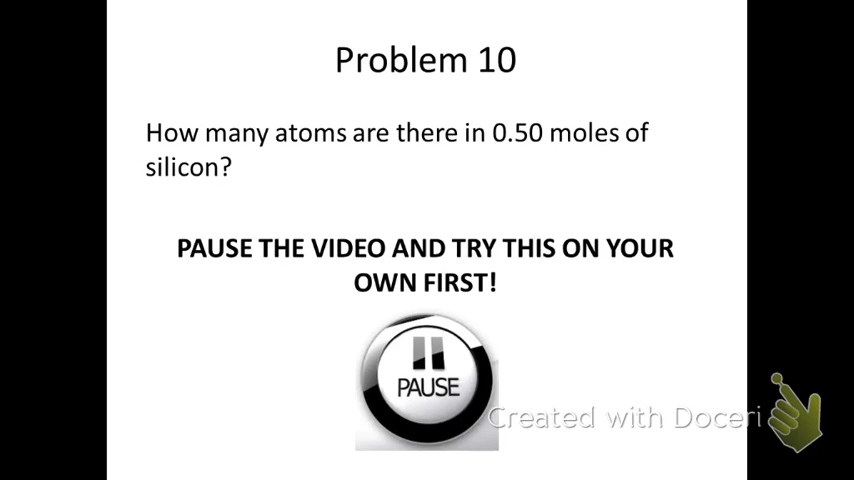 Problem 10
How many atoms are there in 0.50 moles of
silicon?
PAUSE THE VIDEO AND TRY THIS ON YOUR
OWN FIRST!
PAUSE
Created with Doceri